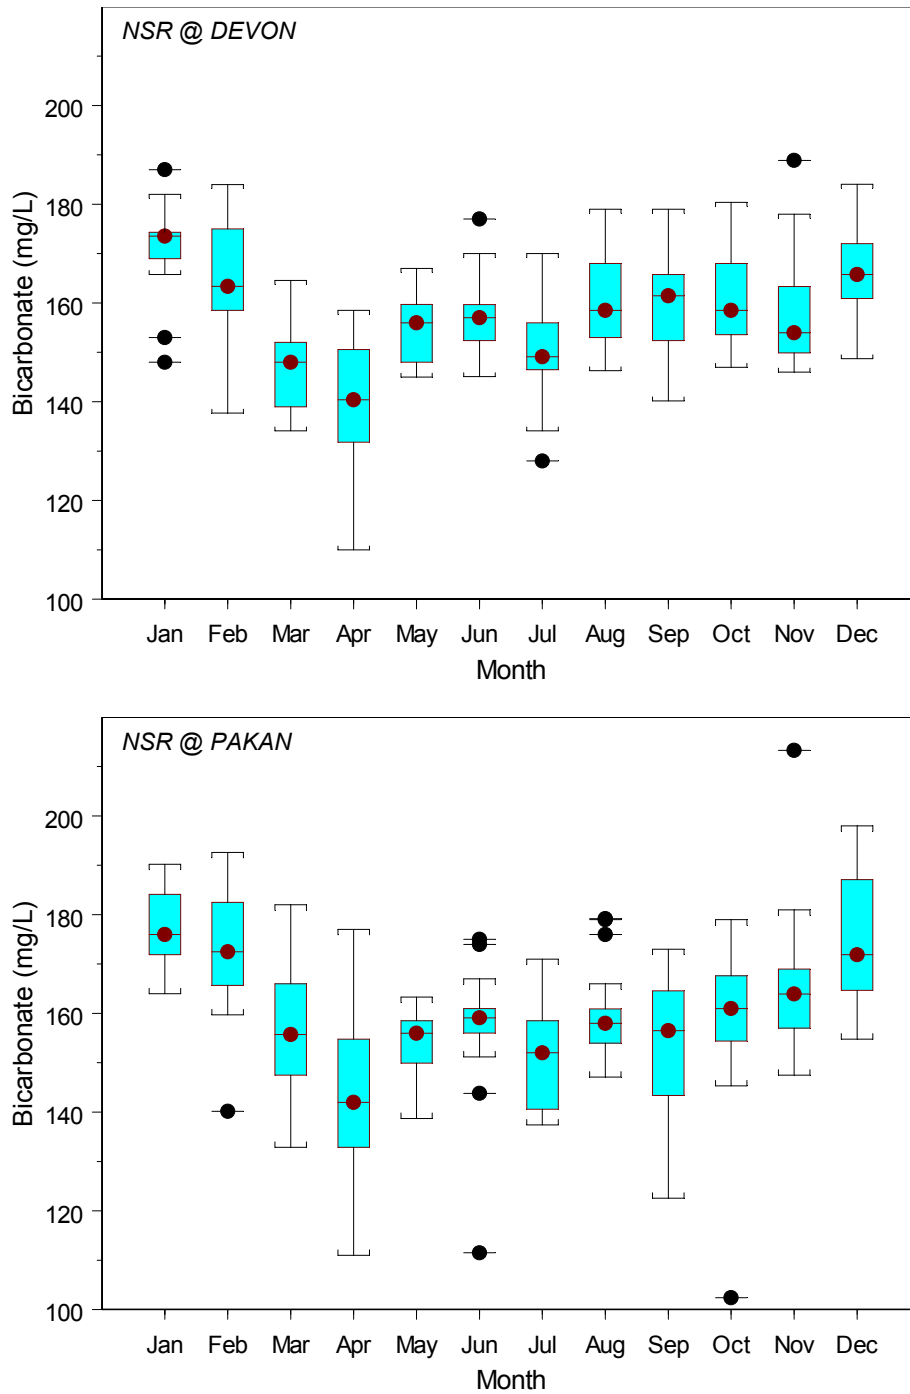 NSR @ DEVON
200
180
160
140
120
100
Bicarbonate (mg/L)
Jan Feb Mar Apr May Jun Jul Aug Sep Oct Nov Dec
Month
NSR @ PAKAN
200
180
160
140
120
100
Bicarbonate (mg/L)
Jan Feb Mar Apr May Jun Jul Aug Sep Oct Nov Dec
Month